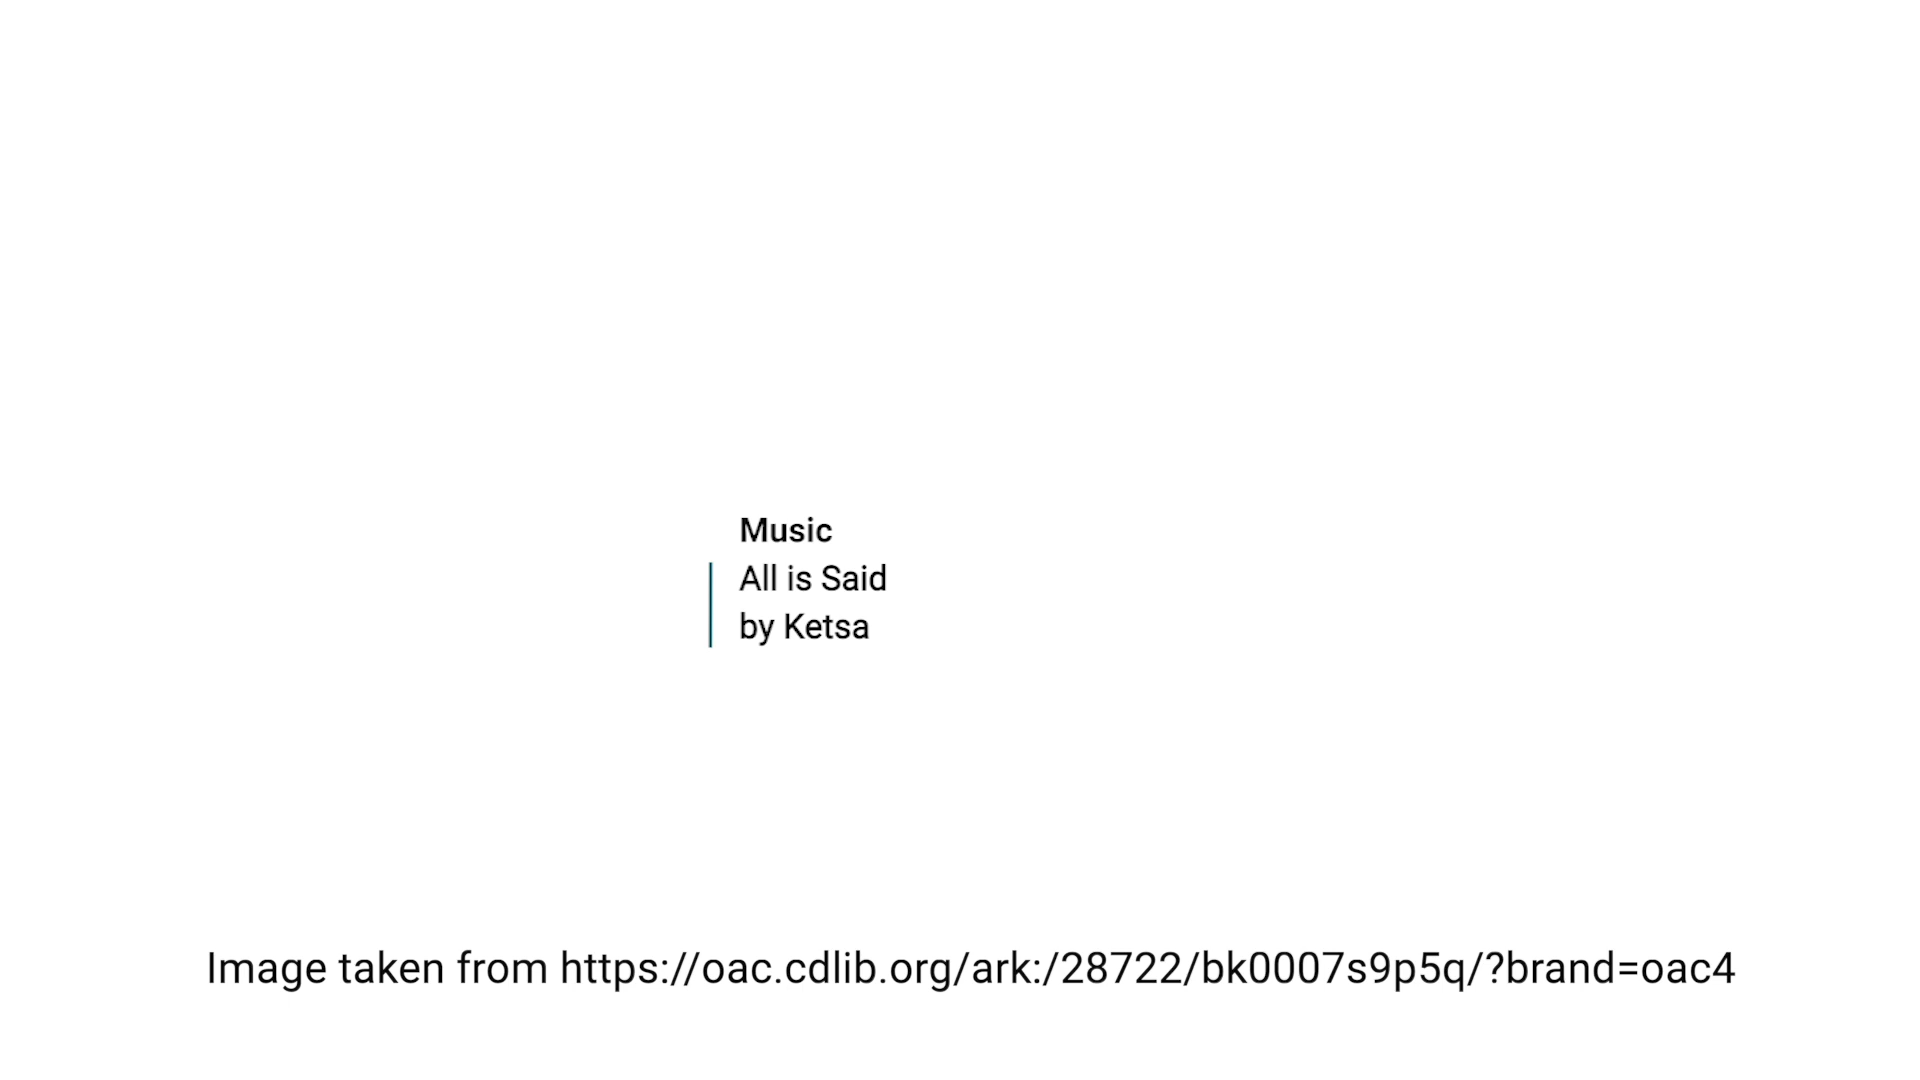 Music
All is Said
by Ketsa
Image taken from https://oac.cdlib.org/ark:/28722/bk0007s9p5q/?brand=oac4